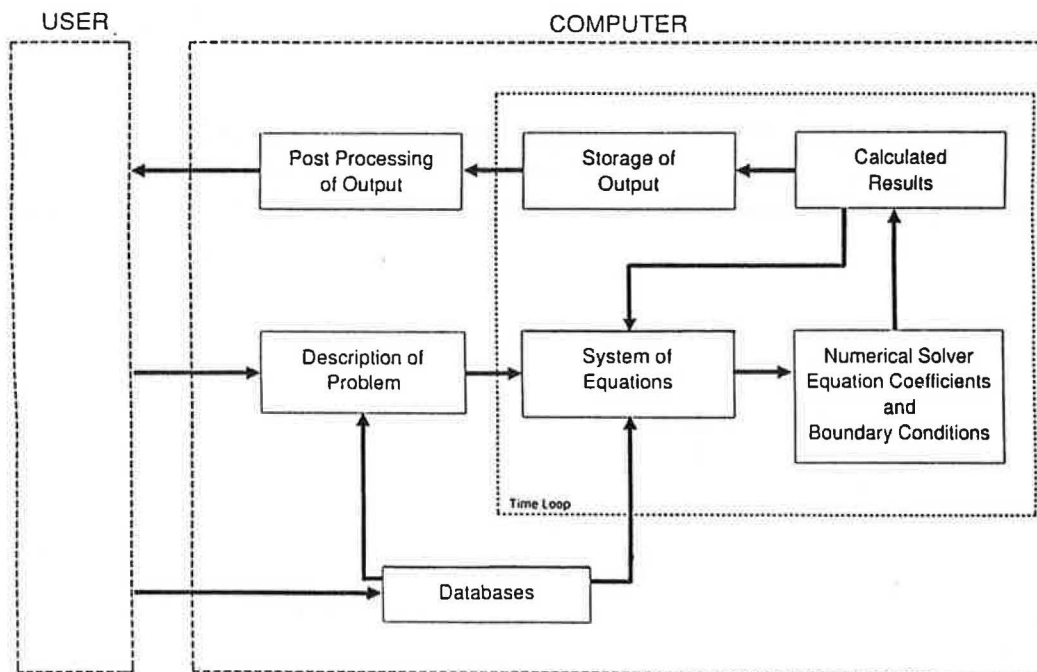 USER
COMPUTER
Post Processing
of Output
Storage of
Output
Calculated
Results
Description of
Problem
System of
Equations
Numerical Solver
Equation Coefficients
and
Boundary Conditions
Time Loop
Databases